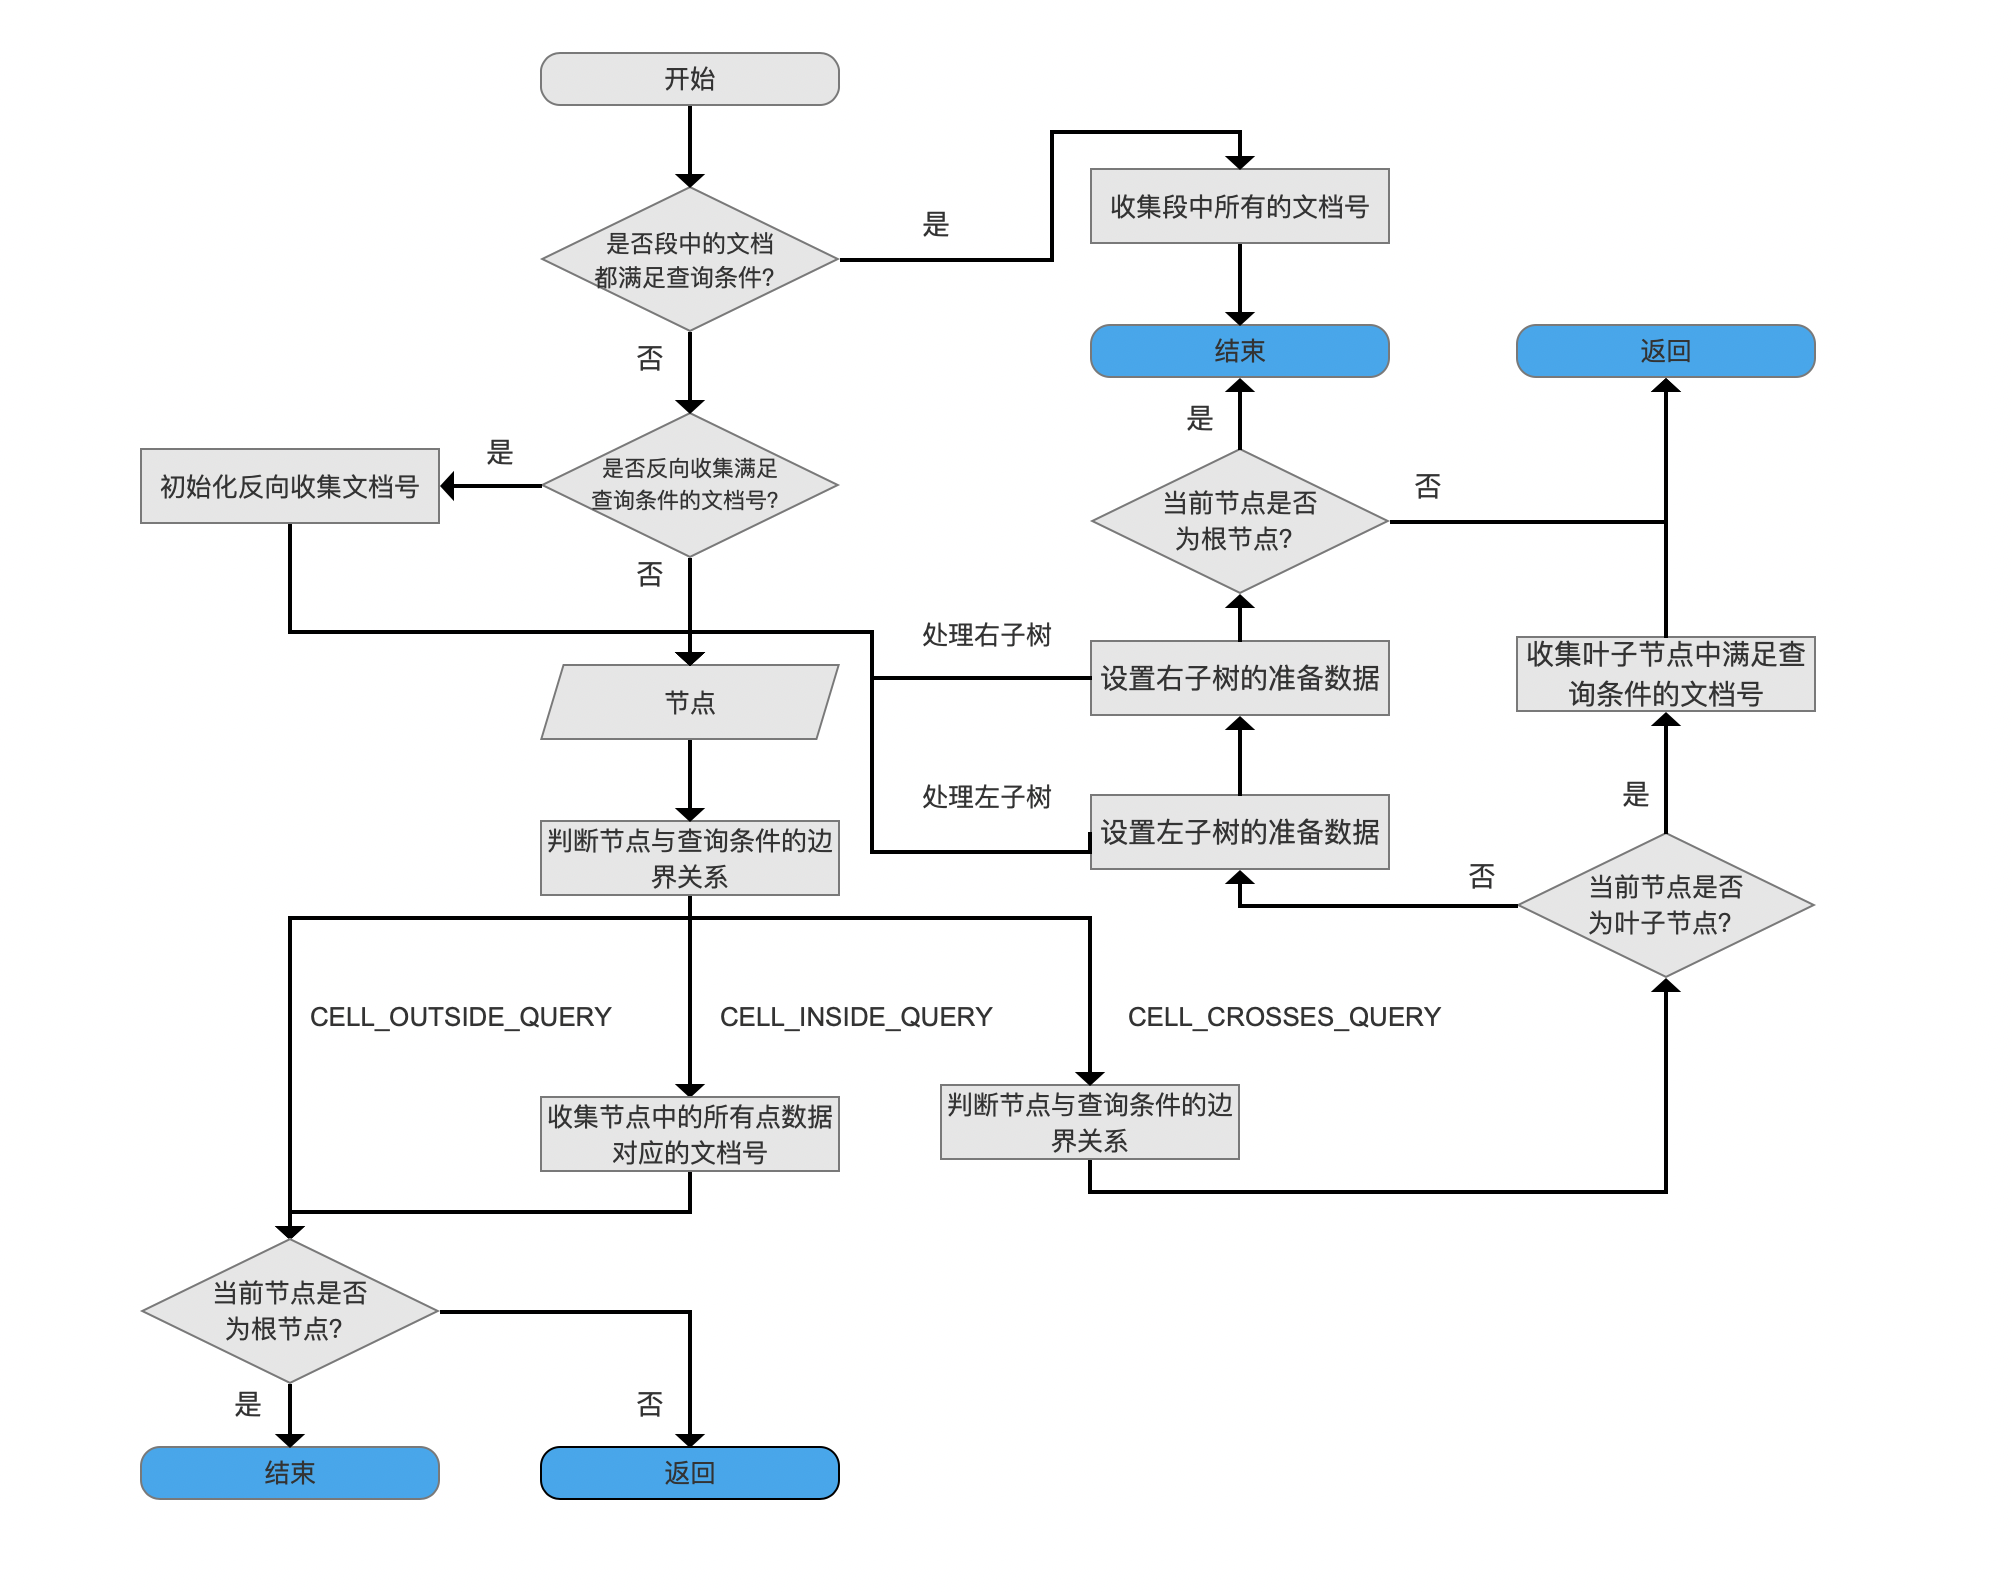 开始
是
收集段中所有的文档号
是否段中的文档
都满足查询条件?
结束
返回
否
是
是
初始化反向收集文档号
是否反向收集满足
查询条件的文档号?
当前节点是否
为根节点?
否
否
处理右子树
设置右子树的准备数据
收集叶子节点中满足查
询条件的文档号
节点
处理左子树
设置左子树的准备数据
是
判断节点与查询条件的边
界关系
否
当前节点是否
为叶子节点?
CELL_OUTSIDE_QUERY
CELL_INSIDE_QUERY
CELL_CROSSES_QUERY
收集节点中的所有点数据
对应的文档号
判断节点与查询条件的边
界关系
当前节点是否
为根节点?
是
否
结束
返回